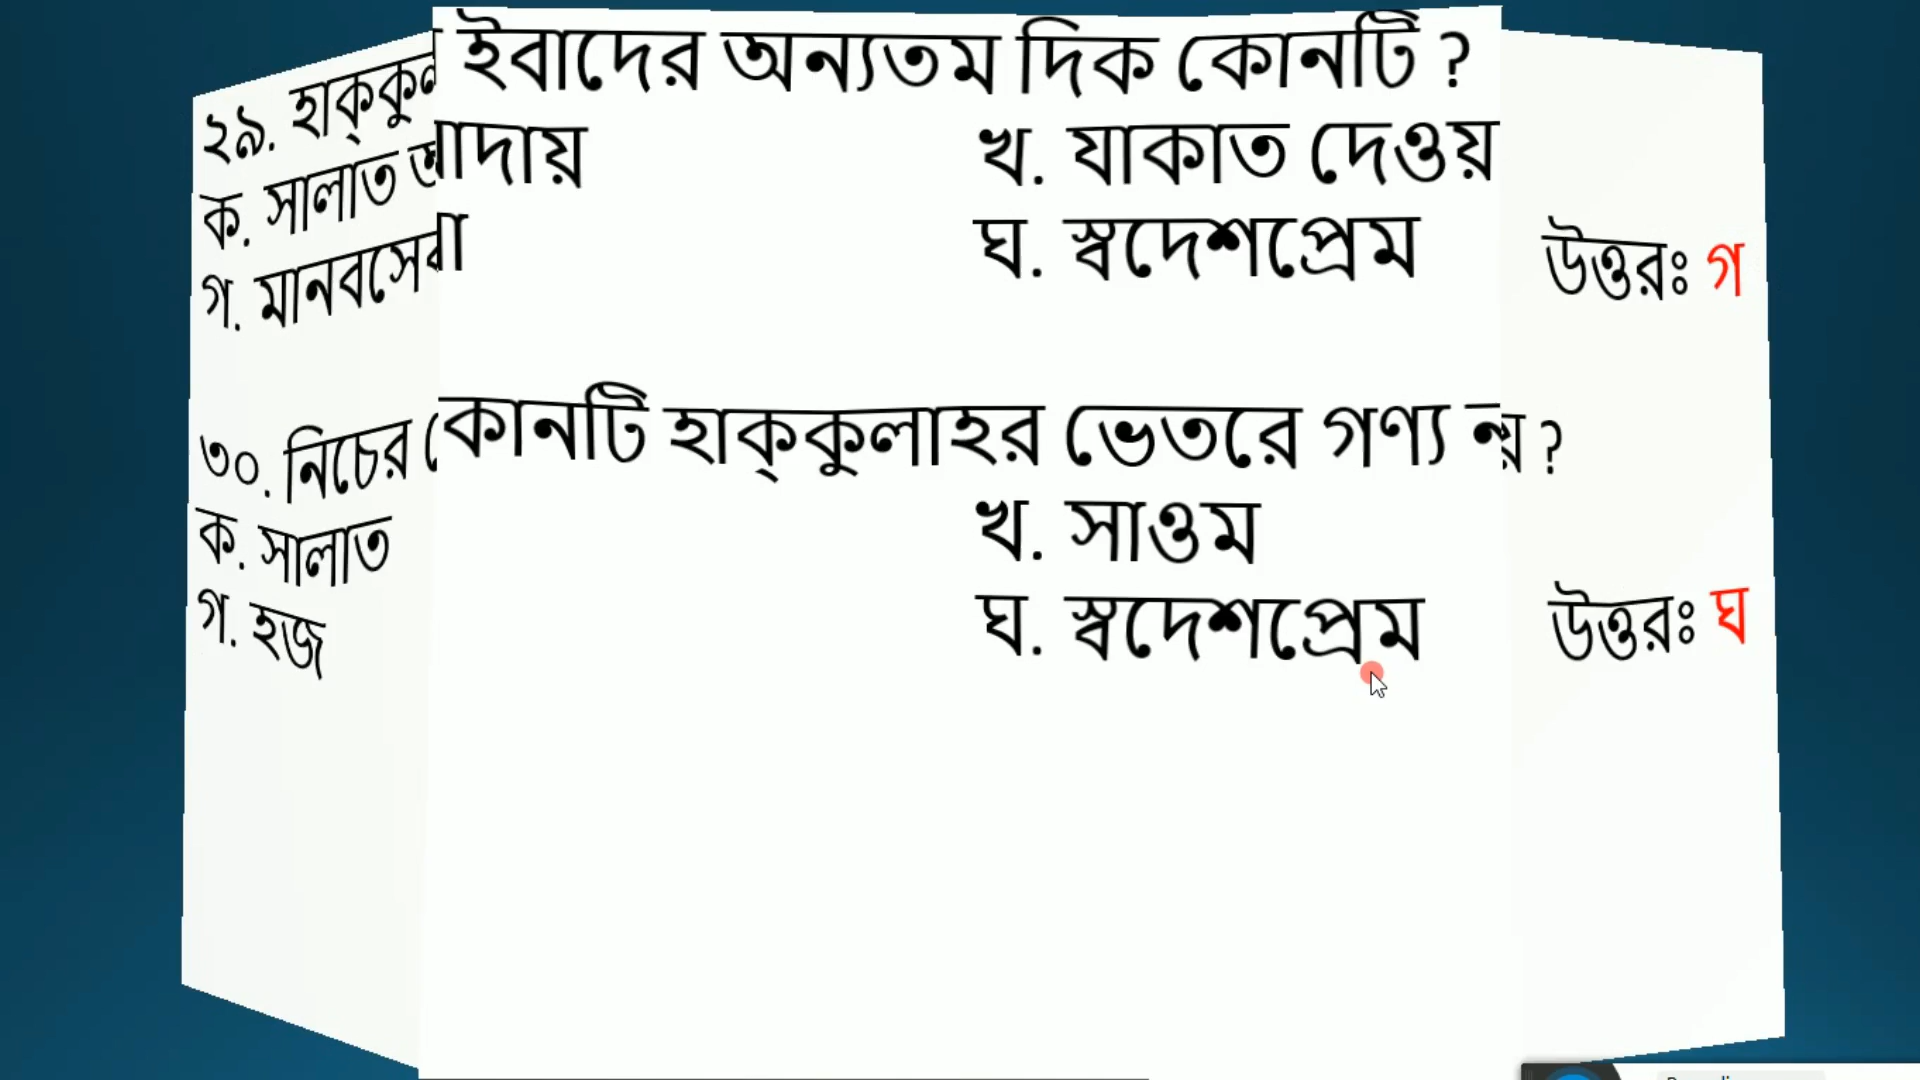 ২৯. হাক্কুল ইবাদের অন্যতম দিক কোনটি ?
ক. সালাত আদায় খ. যাকাত দেওয়
গ. মানবসেবা ঘ. স্বদেশপ্রেম উত্তরঃ গ
৩০. নিচের কোনটি হাক্কুলাহর ভেতরে গণ্য নয় ?
ক. সালাত খ. সাওম
গ. হজ ঘ. স্বদেশপ্রেম উত্তরঃ ঘ